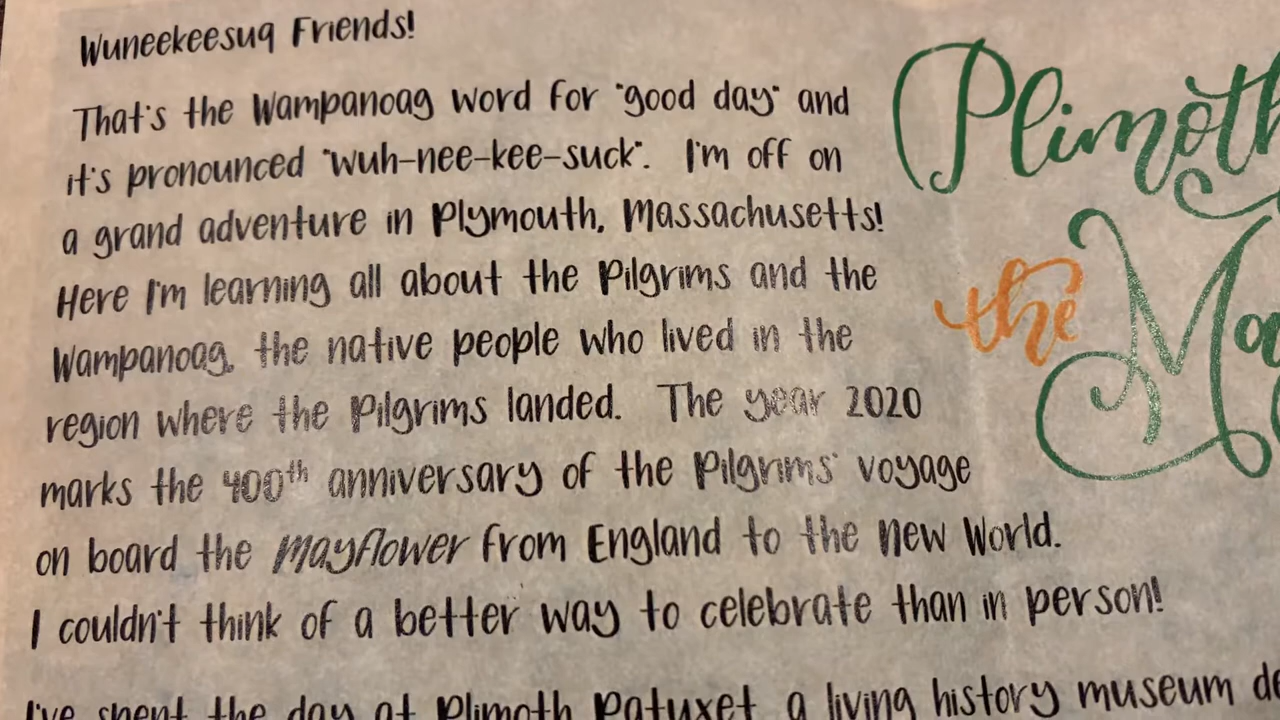 Wuneekeesuq Friends!
That's the Wampanoag word for "good day" and
it's pronounced "wuh-nee-kee-suck". I'm off on
a grand adventure in Plymouth, Massachusetts!
Here I'm learning all about the Pilgrims and the
Wampanoag, the native people who lived in the
region where the Pilgrims landed. The year 2020
marks the 400th anniversary of the Pilgrims' voyage
on board the Mayflower from England to the New World.
I couldn't think of a better way to celebrate than in person!
I've spent the day at Plimoth Patuxet, a living history museum
Plimoth
the